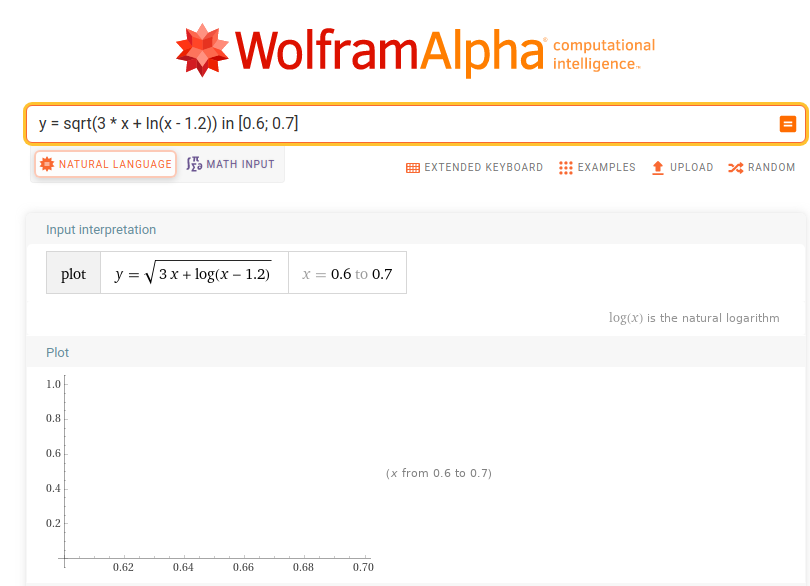 WolframAlpha computational intelligence™
y = sqrt(3 * x + ln(x - 1.2)) in [0.6; 0.7]
NATURAL LANGUAGE MATH INPUT EXTENDED KEYBOARD EXAMPLES UPLOAD RANDOM
Input interpretation
plot y = √(3 x + log(x − 1.2)) x = 0.6 to 0.7
log(x) is the natural logarithm
Plot
1.0
0.8
0.6
(x from 0.6 to 0.7)
0.4
0.2
0.62 0.64 0.66 0.68 0.70